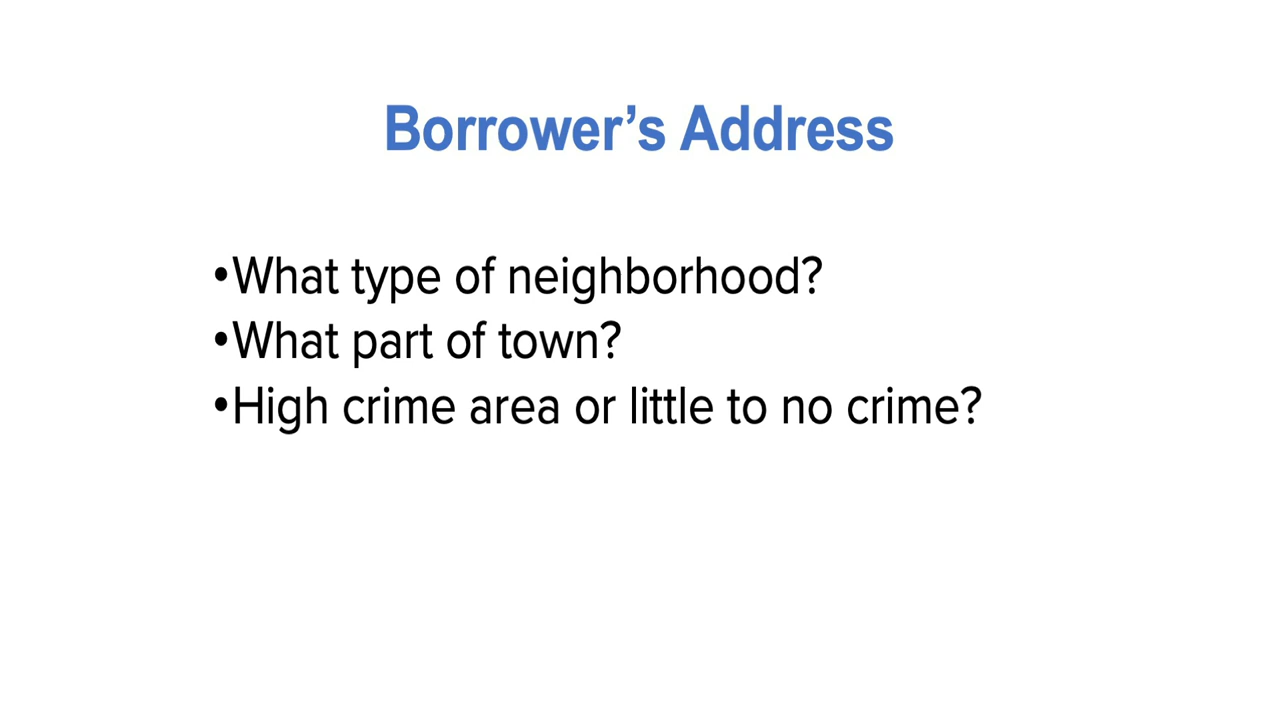 Borrower’s Address
•What type of neighborhood?
•What part of town?
•High crime area or little to no crime?